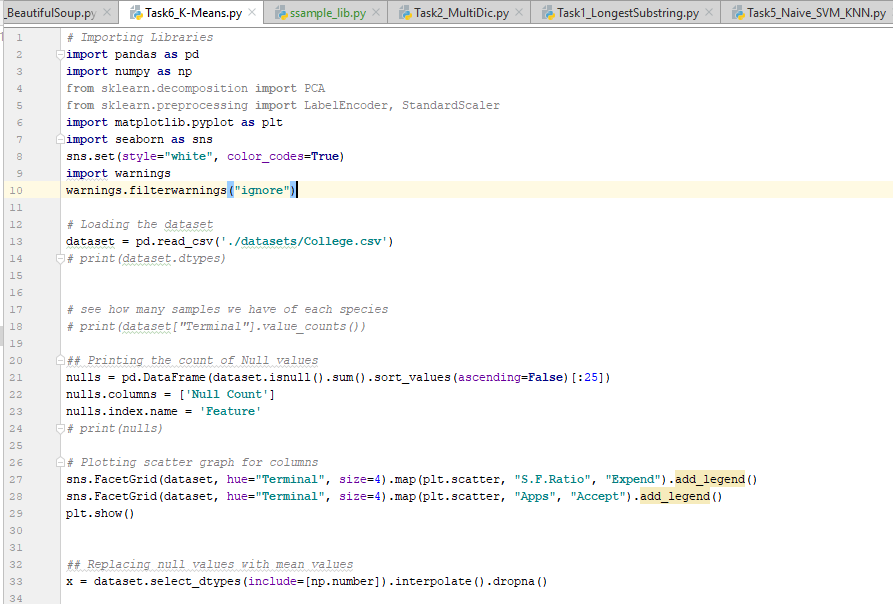 _BeautifulSoup.py Task6_K-Means.py ssample_lib.py Task2_MultiDic.py Task1_LongestSubstring.py Task5_Naive_SVM_KNN.py
1 # Importing Libraries
2 import pandas as pd
3 import numpy as np
4 from sklearn.decomposition import PCA
5 from sklearn.preprocessing import LabelEncoder, StandardScaler
6 import matplotlib.pyplot as plt
7 import seaborn as sns
8 sns.set(style="white", color_codes=True)
9 import warnings
10 warnings.filterwarnings("ignore")
11
12 # Loading the dataset
13 dataset = pd.read_csv('./datasets/College.csv')
14 # print(dataset.dtypes)
15
16
17 # see how many samples we have of each species
18 # print(dataset["Terminal"].value_counts())
19
20 ## Printing the count of Null values
21 nulls = pd.DataFrame(dataset.isnull().sum().sort_values(ascending=False)[:25])
22 nulls.columns = ['Null Count']
23 nulls.index.name = 'Feature'
24 # print(nulls)
25
26 # Plotting scatter graph for columns
27 sns.FacetGrid(dataset, hue="Terminal", size=4).map(plt.scatter, "S.F.Ratio", "Expend").add_legend()
28 sns.FacetGrid(dataset, hue="Terminal", size=4).map(plt.scatter, "Apps", "Accept").add_legend()
29 plt.show()
30
31
32 ## Replacing null values with mean values
33 x = dataset.select_dtypes(include=[np.number]).interpolate().dropna()
34